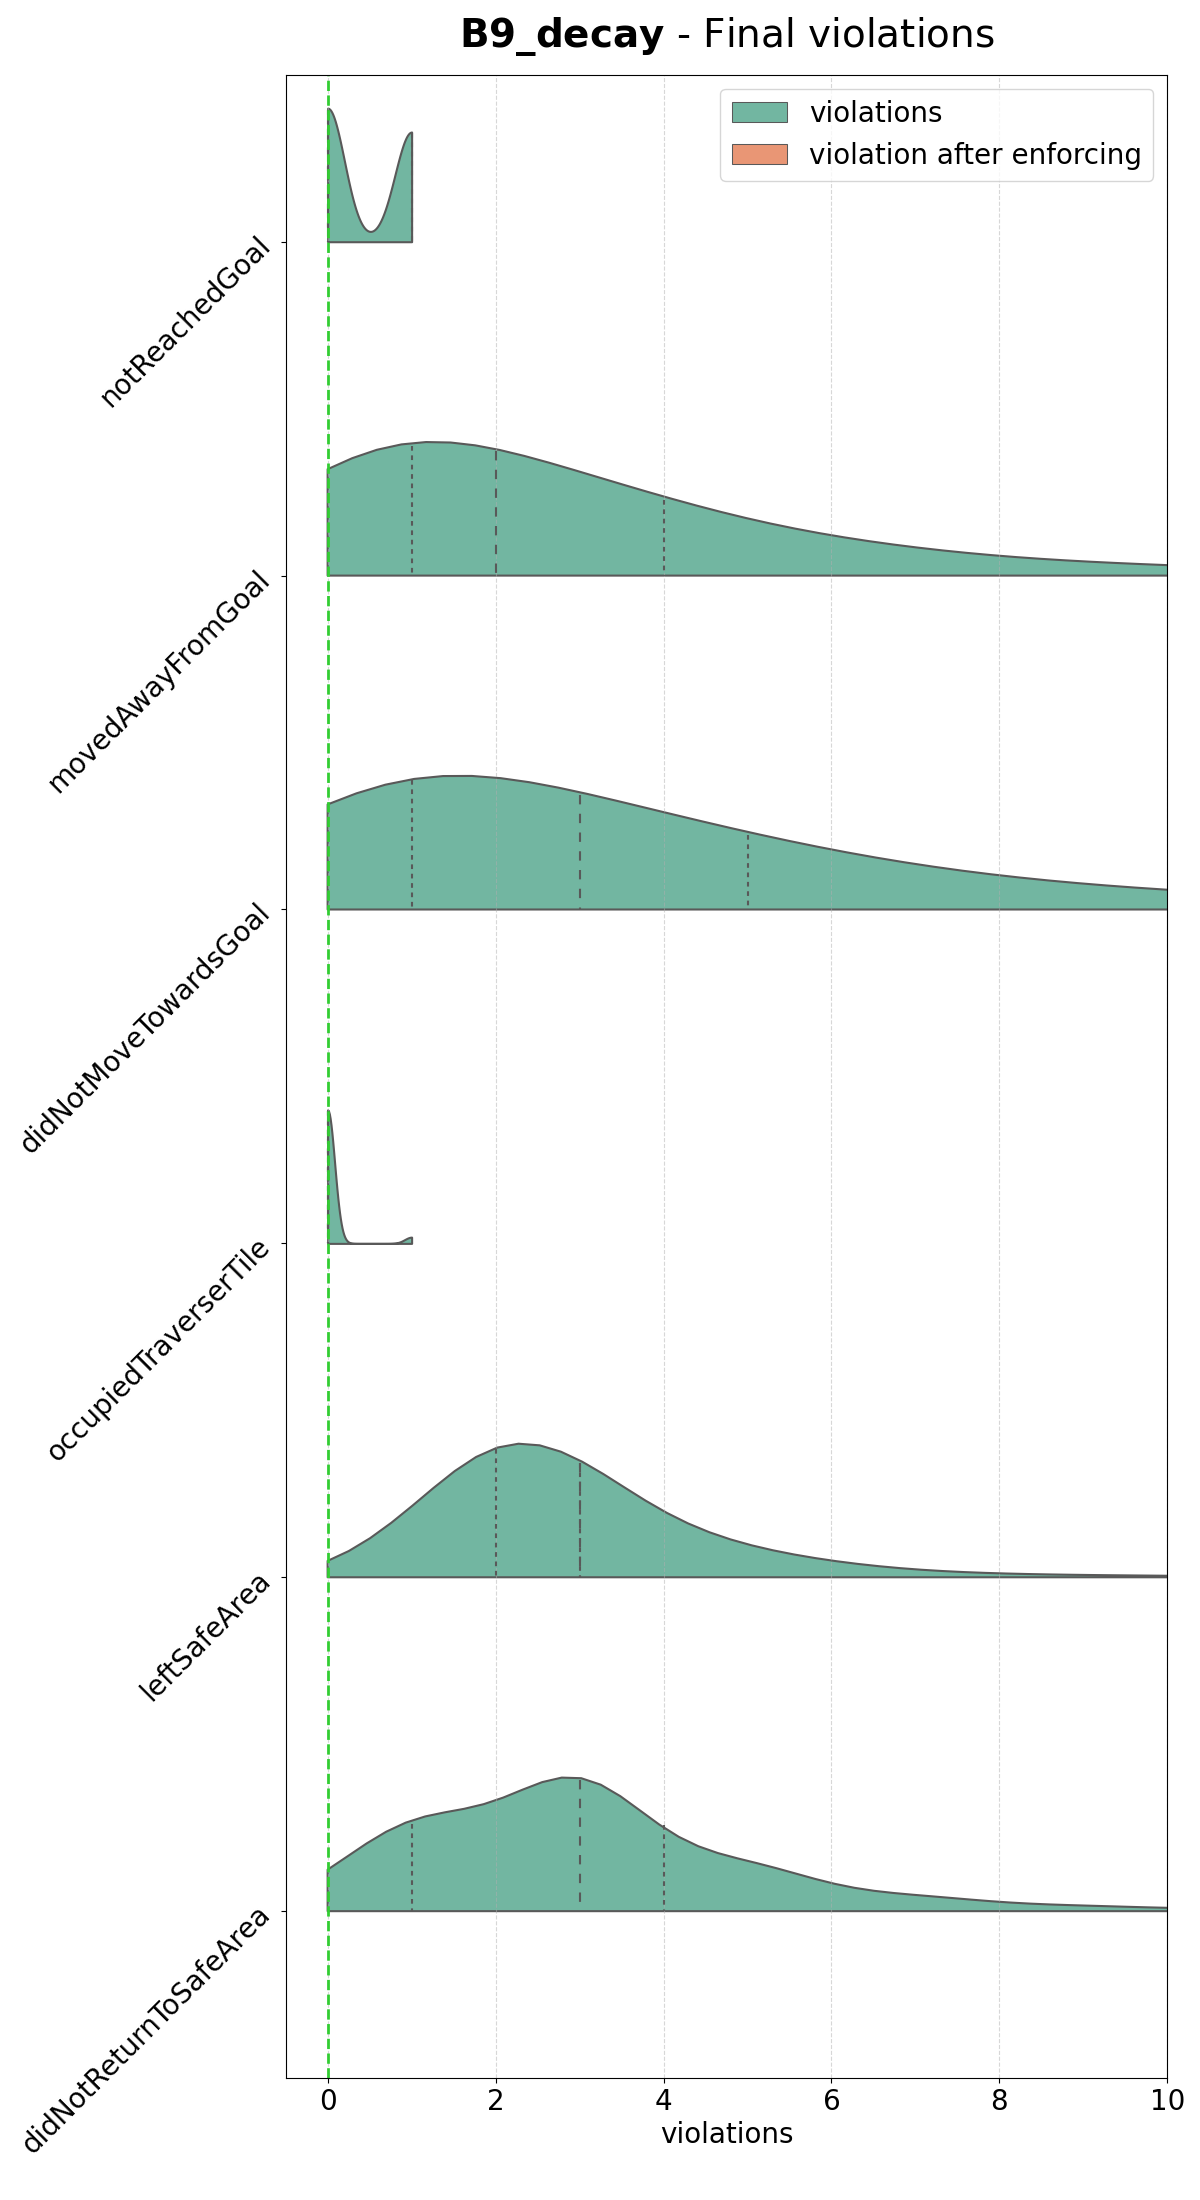 B9_decay - Final violations
violations
violation after enforcing
notReachedGoal
movedAwayFromGoal
didNotMoveTowardsGoal
occupiedTraverserTile
leftSafeArea
didNotReturnToSafeArea
0 2 4 6 8 10
violations